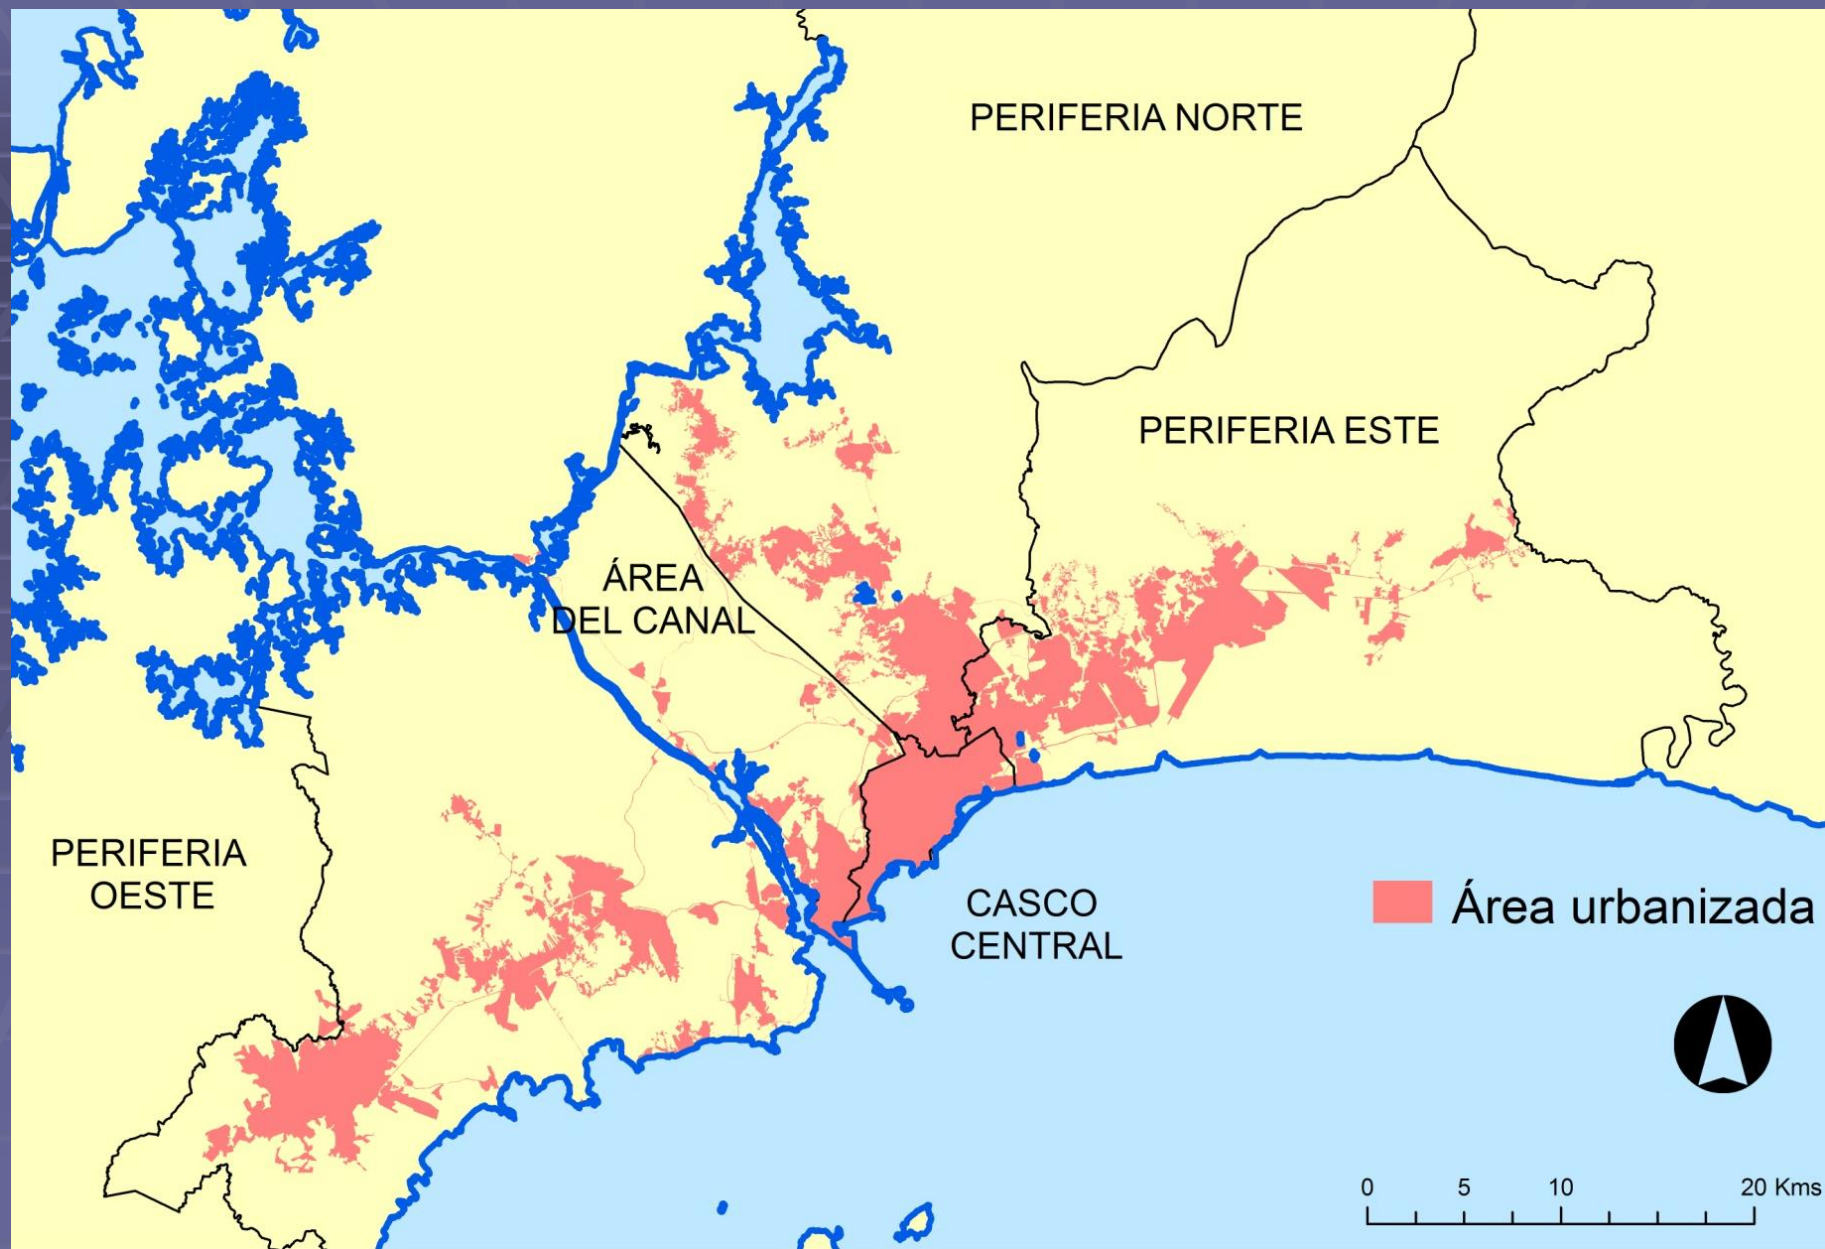 PERIFERIA NORTE
PERIFERIA ESTE
ÁREA
DEL CANAL
PERIFERIA
OESTE
CASCO
CENTRAL
Área urbanizada
0 5 10 20 Kms